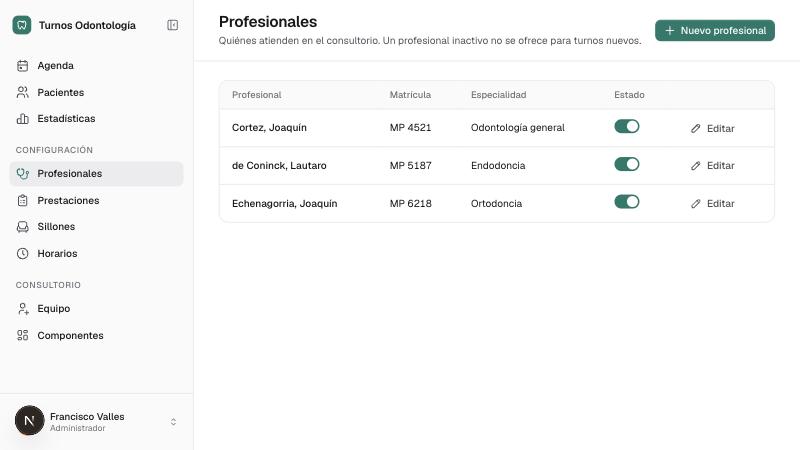 Turnos Odontología
Agenda
Pacientes
Estadísticas
CONFIGURACIÓN
Profesionales
Prestaciones
Sillones
Horarios
CONSULTORIO
Equipo
Componentes
N
Francisco Valles
Administrador
Profesionales
Quiénes atienden en el consultorio. Un profesional inactivo no se ofrece para turnos nuevos.
Nuevo profesional
Profesional Matrícula Especialidad Estado
Cortez, Joaquín MP 4521 Odontología general Editar
de Coninck, Lautaro MP 5187 Endodoncia Editar
Echenagorria, Joaquín MP 6218 Ortodoncia Editar